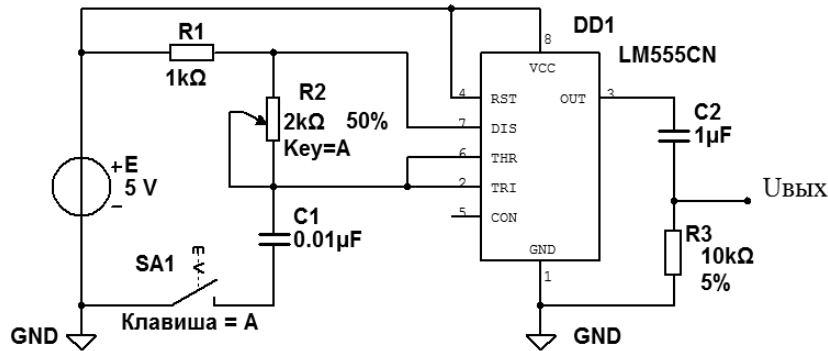 R1
1kΩ
R2
2kΩ 50%
Key=A
+
E
5 V
−
C1
0.01µF
SA1
E-V
Клавиша = A
GND
DD1
LM555CN
8
VCC
4 RST
OUT 3
7 DIS
6 THR
2 TRI
5 CON
GND
1
C2
1µF
Uвых
R3
10kΩ
5%
GND